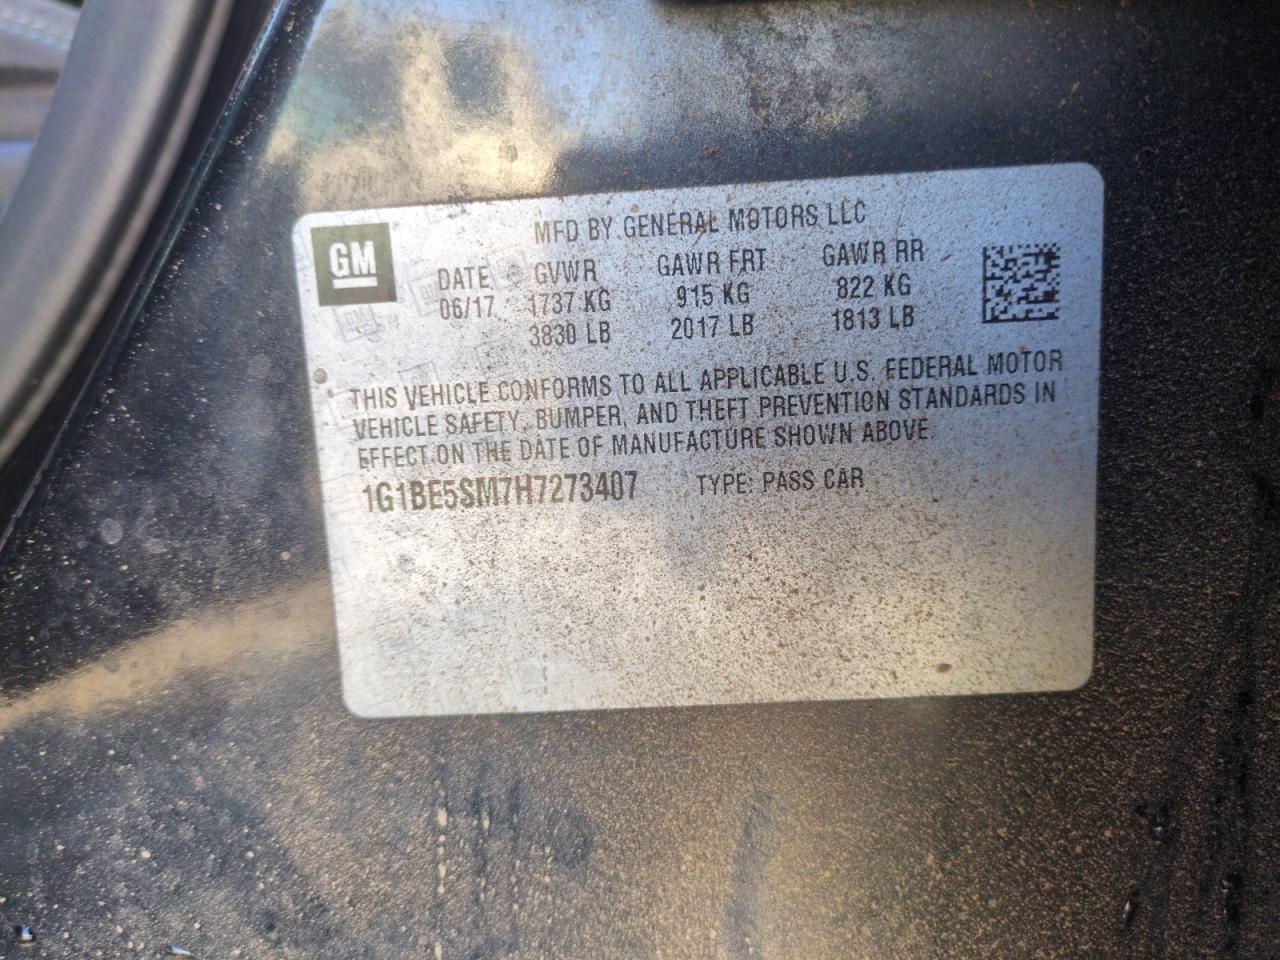 GM
MFD BY GENERAL MOTORS LLC
DATE GVWR GAWR FRT GAWR RR
06/17 1737 KG 915 KG 822 KG
3830 LB 2017 LB 1813 LB
THIS VEHICLE CONFORMS TO ALL APPLICABLE U.S. FEDERAL MOTOR
VEHICLE SAFETY, BUMPER, AND THEFT PREVENTION STANDARDS IN
EFFECT ON THE DATE OF MANUFACTURE SHOWN ABOVE.
1G1BE5SM7H7273407 TYPE: PASS CAR